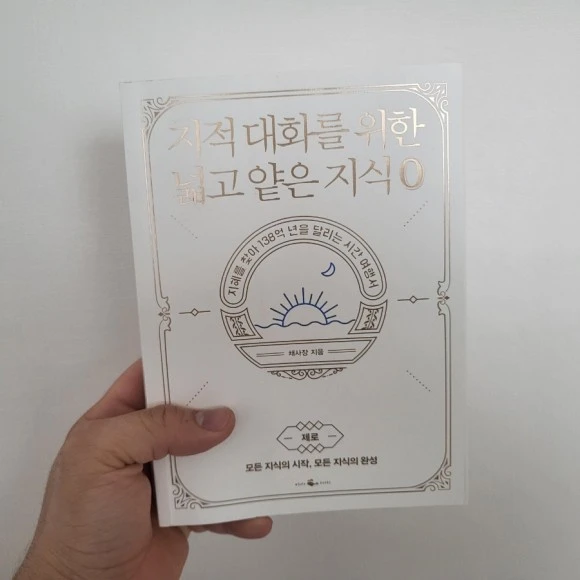 지적 대화를 위한
넓고 얕은 지식 0
지혜를 찾아 138억 년을 달리는 시간 여행서
채사장 지음
제로
모든 지식의 시작, 모든 지식의 완성